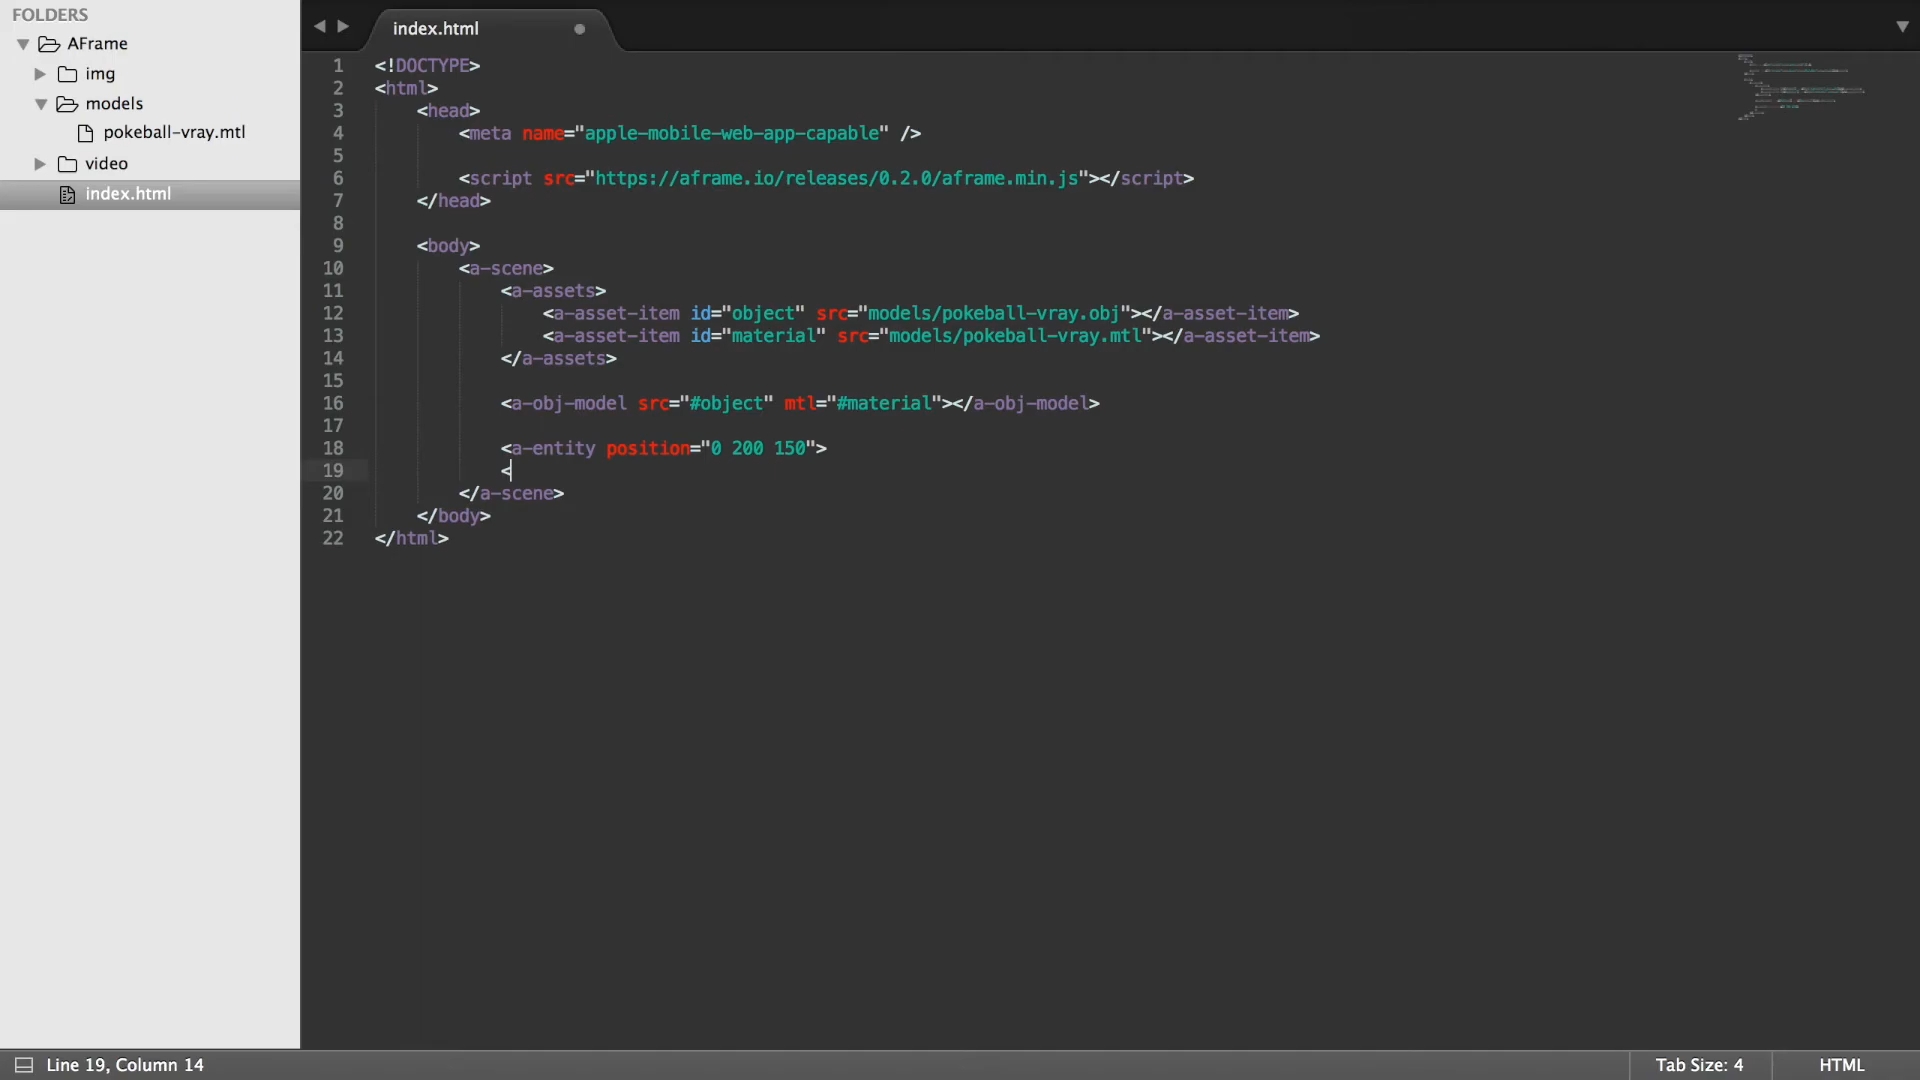 FOLDERS
AFrame
img
models
pokeball-vray.mtl
video
index.html
index.html
1 <!DOCTYPE>
2 <html>
3 <head>
4 <meta name="apple-mobile-web-app-capable" />
5
6 <script src="https://aframe.io/releases/0.2.0/aframe.min.js"></script>
7 </head>
8
9 <body>
10 <a-scene>
11 <a-assets>
12 <a-asset-item id="object" src="models/pokeball-vray.obj"></a-asset-item>
13 <a-asset-item id="material" src="models/pokeball-vray.mtl"></a-asset-item>
14 </a-assets>
15
16 <a-obj-model src="#object" mtl="#material"></a-obj-model>
17
18 <a-entity position="0 200 150">
19 <
20 </a-scene>
21 </body>
22 </html>
Line 19, Column 14
Tab Size: 4
HTML